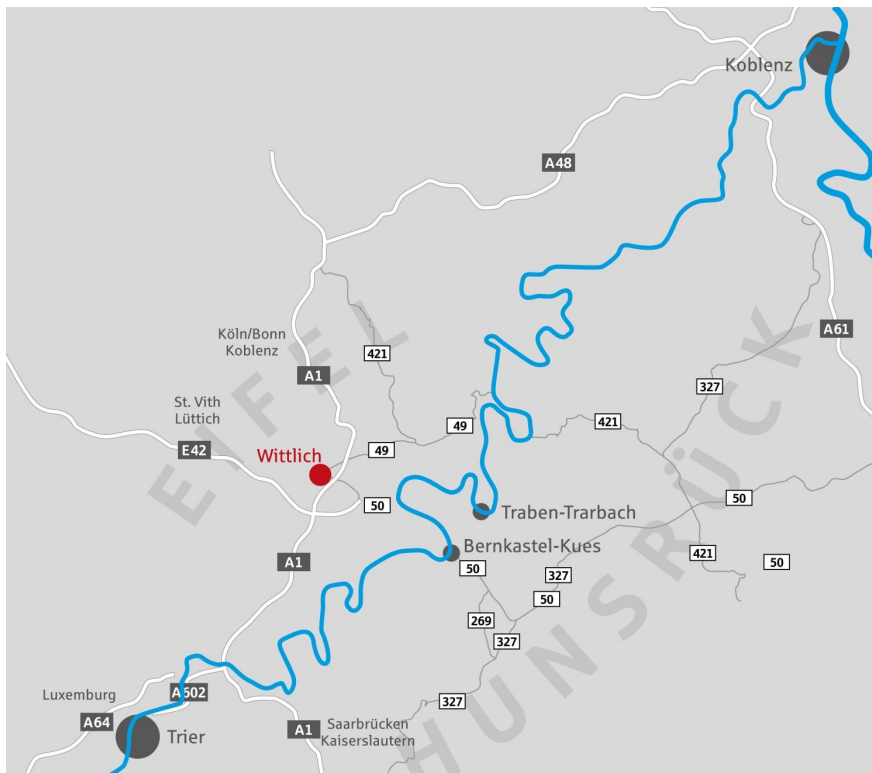 Koblenz
A48
Köln/Bonn
Koblenz
A61
421
A1
327
St. Vith
Lüttich
EIFEL
49
421
E42
Wittlich
49
50
50
Traben-Trarbach
Bernkastel-Kues
421
50
A1
50
327
50
HUNSRÜCK
269
327
Luxemburg
A602
327
A64
Trier
A1
Saarbrücken
Kaiserslautern